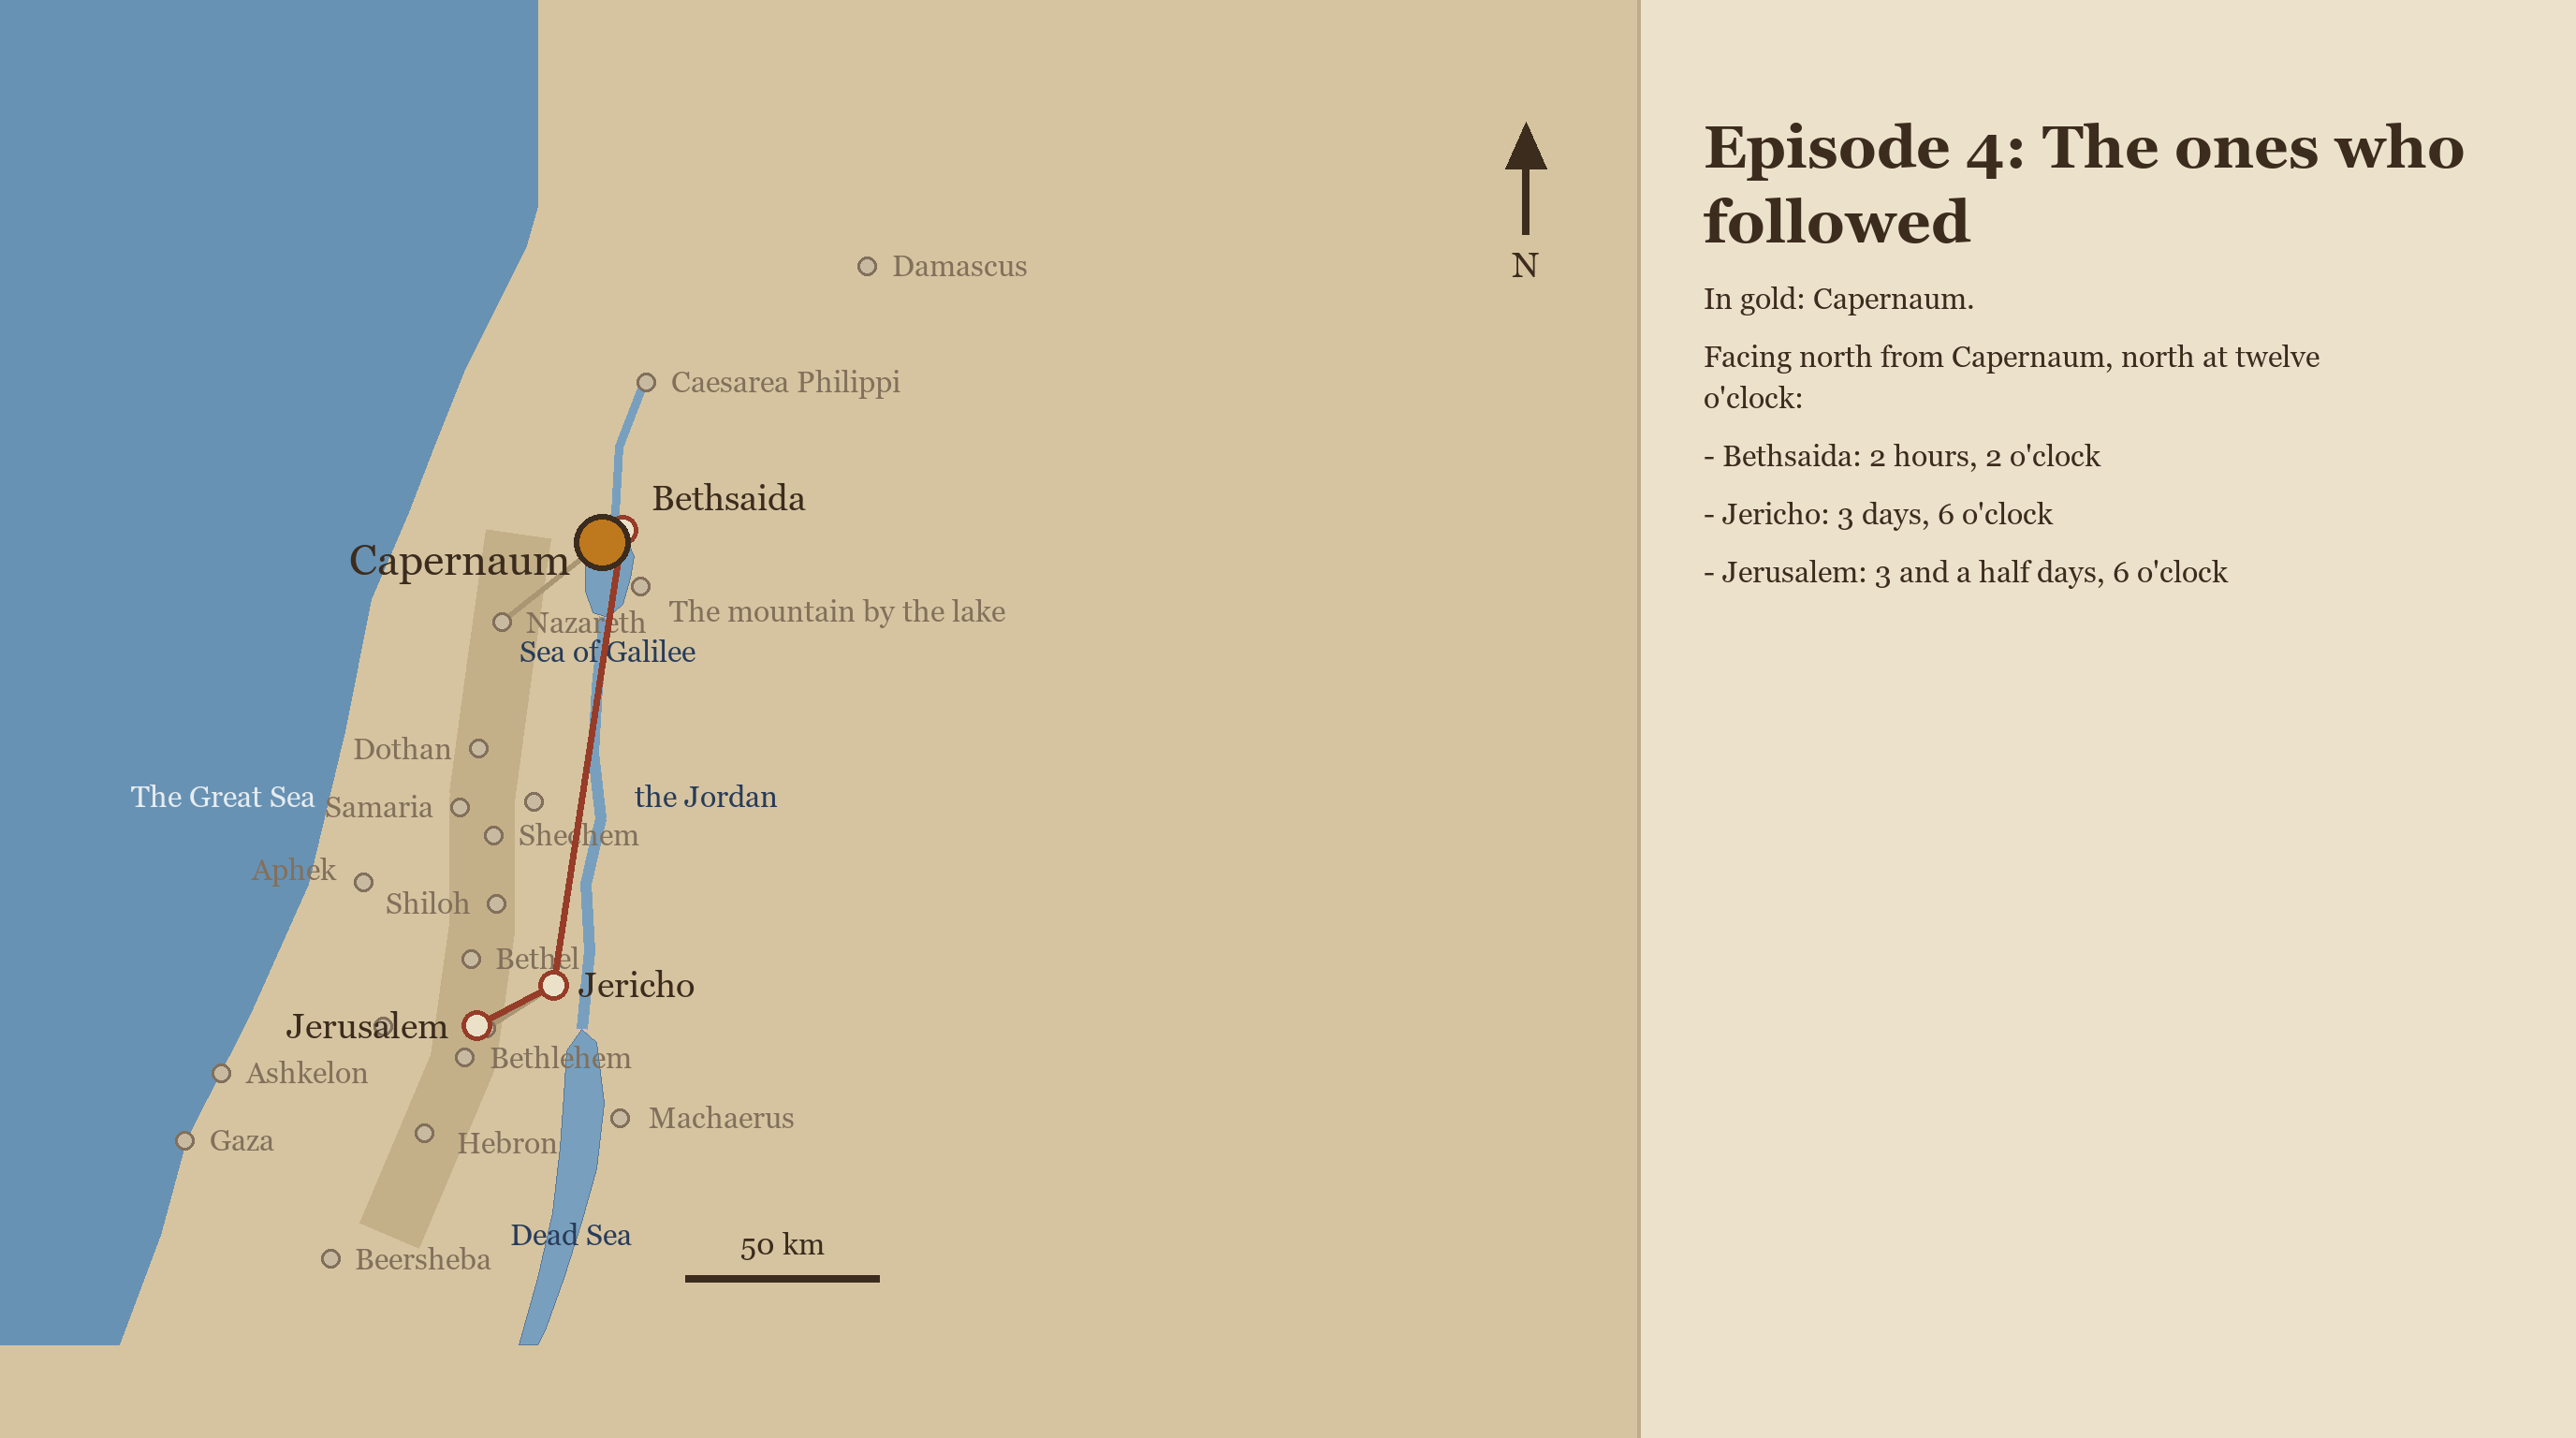 Episode 4: The ones who
followed
In gold: Capernaum.
Facing north from Capernaum, north at twelve
o'clock:
- Bethsaida: 2 hours, 2 o'clock
- Jericho: 3 days, 6 o'clock
- Jerusalem: 3 and a half days, 6 o'clock
N
Damascus
Caesarea Philippi
Bethsaida
Capernaum
The mountain by the lake
Nazareth
Sea of Galilee
Dothan
The Great Sea
the Jordan
Samaria
Shechem
Aphek
Shiloh
Bethel
Jericho
Jerusalem
Bethlehem
Ashkelon
Machaerus
Gaza
Hebron
Dead Sea
50 km
Beersheba